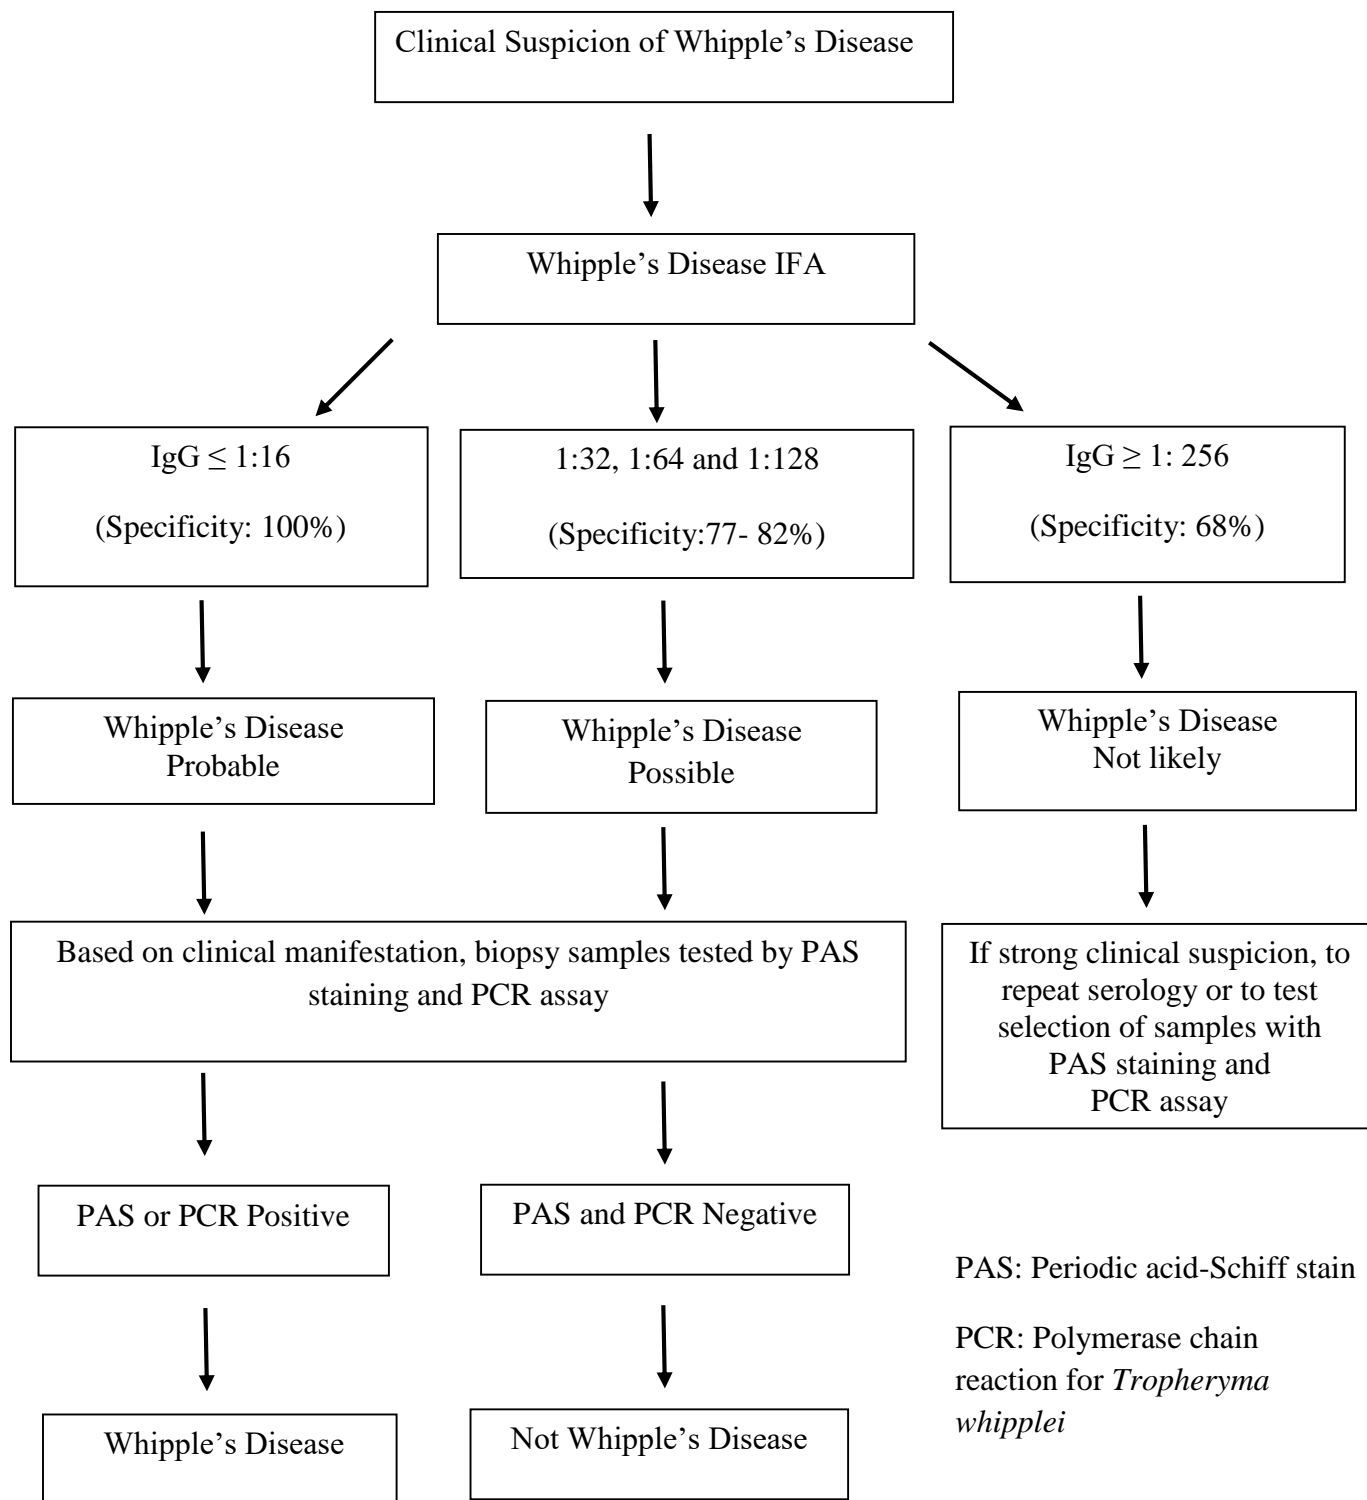 Clinical Suspicion of Whipple’s Disease
Whipple’s Disease IFA
IgG ≤ 1:16
(Specificity: 100%)
1:32, 1:64 and 1:128
(Specificity:77- 82%)
IgG ≥ 1: 256
(Specificity: 68%)
Whipple’s Disease
Probable
Whipple’s Disease
Possible
Whipple’s Disease
Not likely
Based on clinical manifestation, biopsy samples tested by PAS
staining and PCR assay
If strong clinical suspicion, to
repeat serology or to test
selection of samples with
PAS staining and
PCR assay
PAS or PCR Positive
PAS and PCR Negative
Whipple’s Disease
Not Whipple’s Disease
PAS: Periodic acid-Schiff stain
PCR: Polymerase chain
reaction for Tropheryma
whipplei